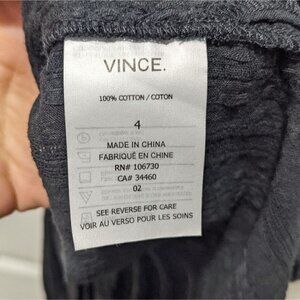 VINCE.
100% COTTON / COTON
4
MADE IN CHINA
FABRIQUÉ EN CHINE
RN# 106730
CA# 34460
02
SEE REVERSE FOR CARE
VOIR AU VERSO POUR LES SOINS